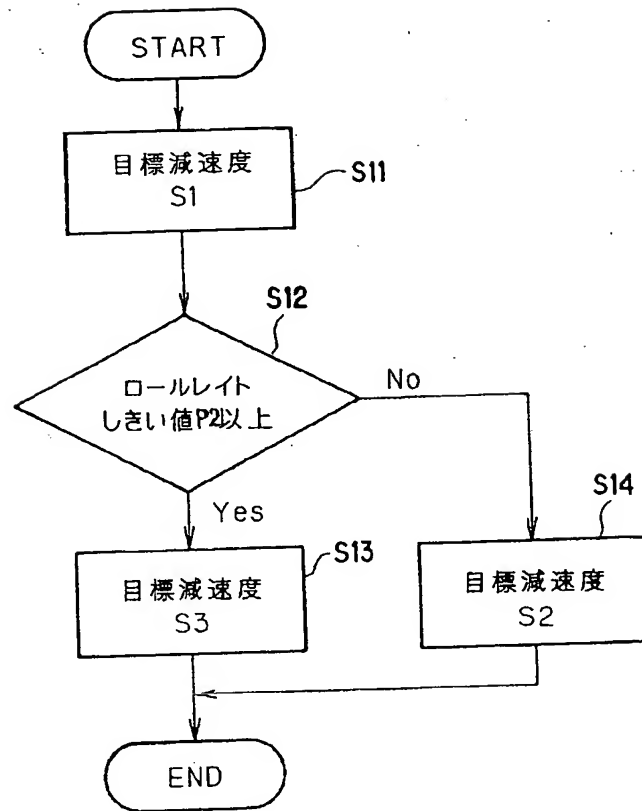 START
目標減速度
S1
S11
S12
ロールレイト
しきい値P2以上
No
Yes
S14
S13
目標減速度
S3
目標減速度
S2
END